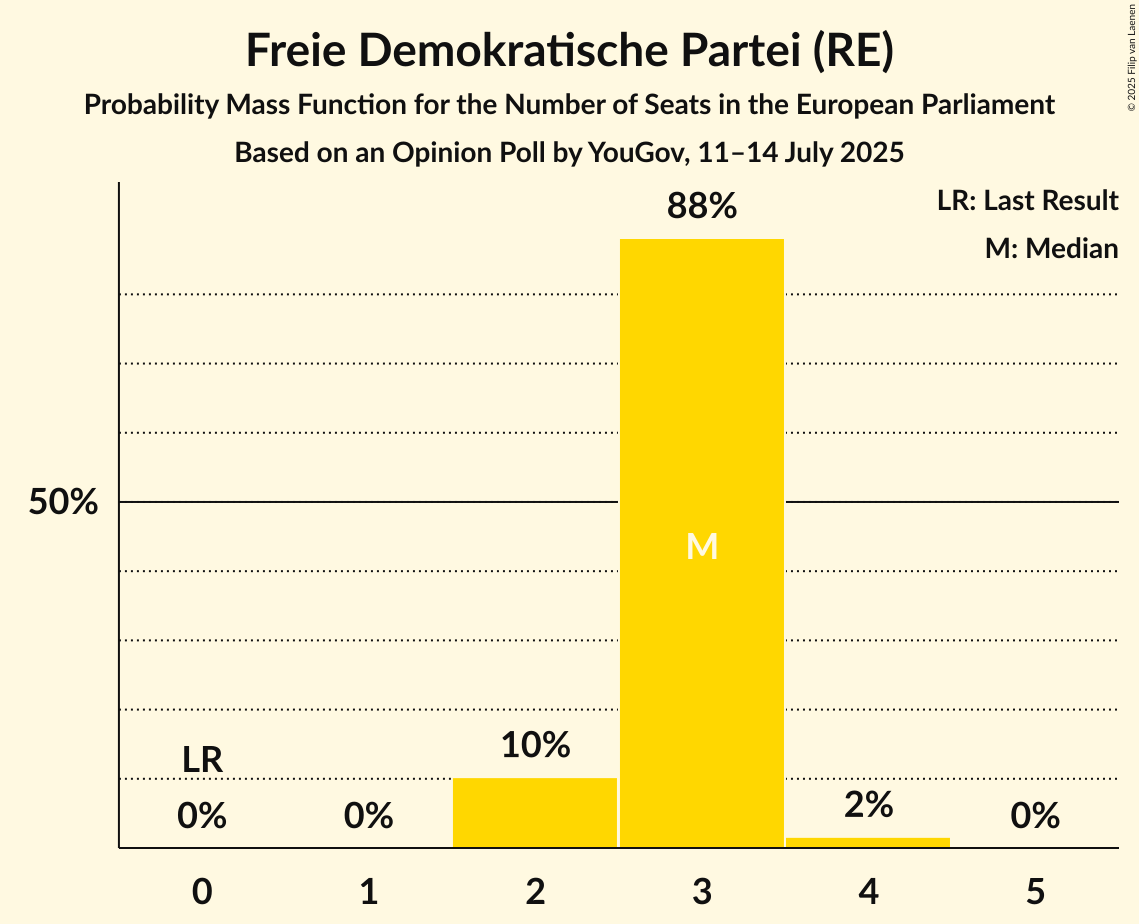 Freie Demokratische Partei (RE)
Probability Mass Function for the Number of Seats in the European Parliament
Based on an Opinion Poll by YouGov, 11–14 July 2025
© 2025 Filip van Laenen
LR: Last Result
M: Median
88%
50%
M
LR
10%
0%
0%
2%
0%
0
1
2
3
4
5